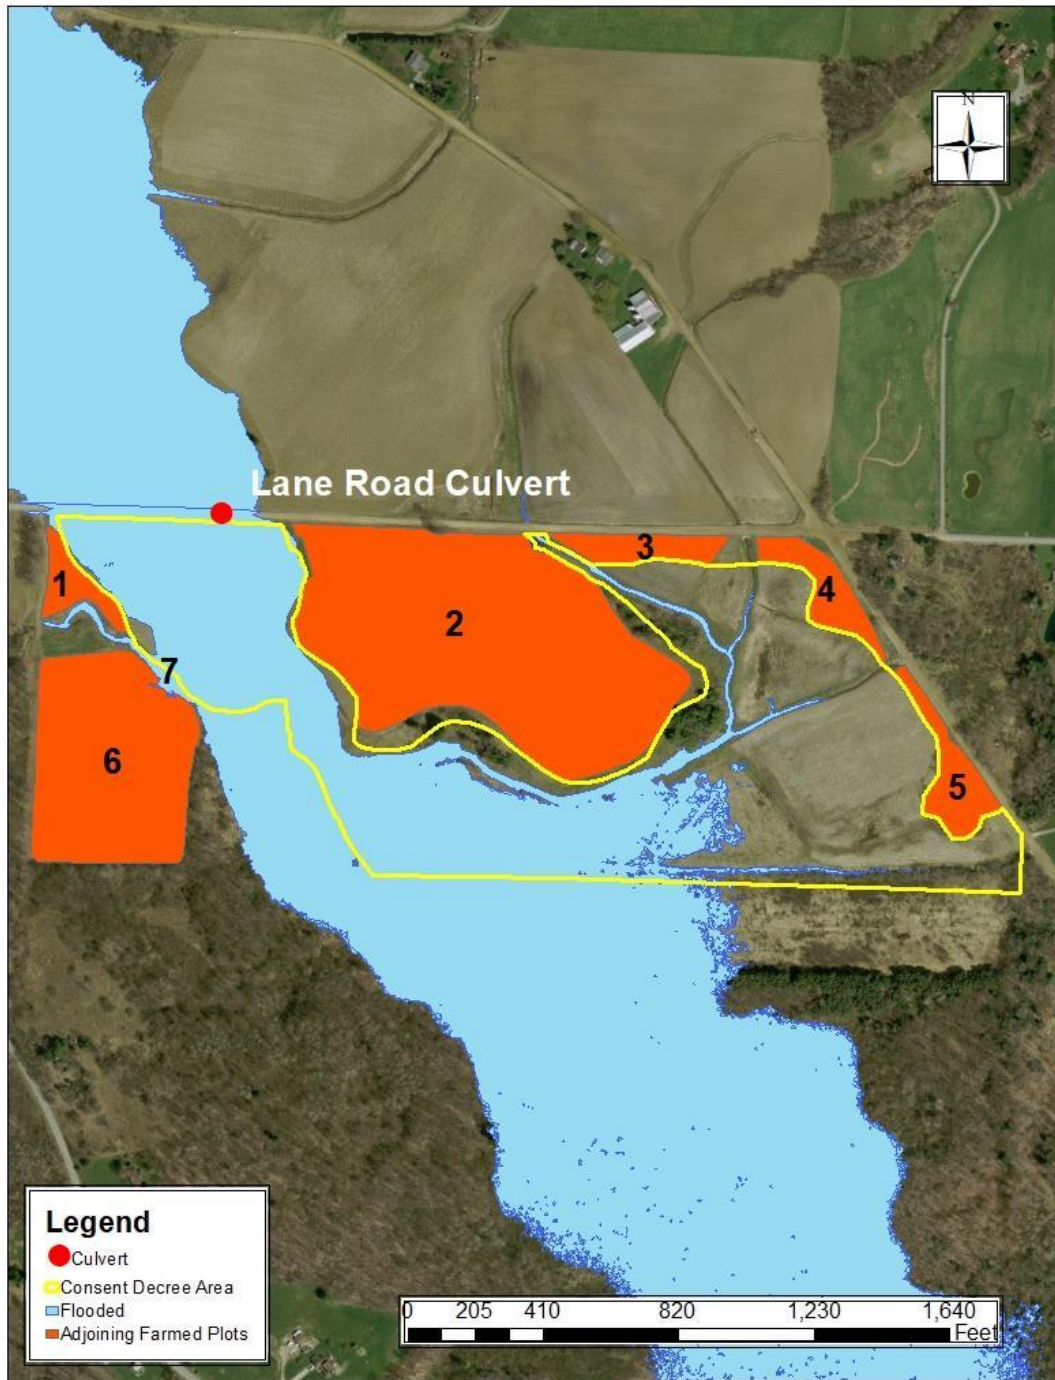 N
Lane Road Culvert
1
2
3
4
5
6
7
Legend
Culvert
Consent Decree Area
Flooded
Adjoining Farmed Plots
0 205 410 820 1,230 1,640
Feet